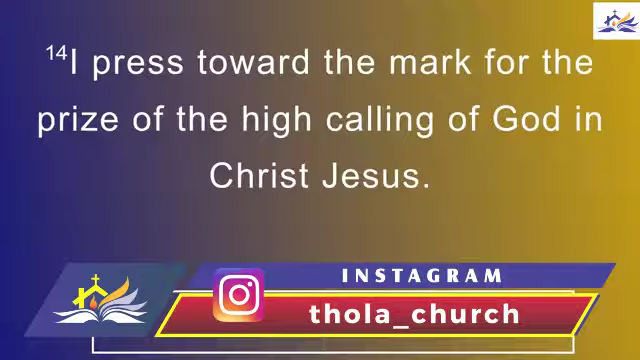 ¹⁴I press toward the mark for the
prize of the high calling of God in
Christ Jesus.
INSTAGRAM
thola_church